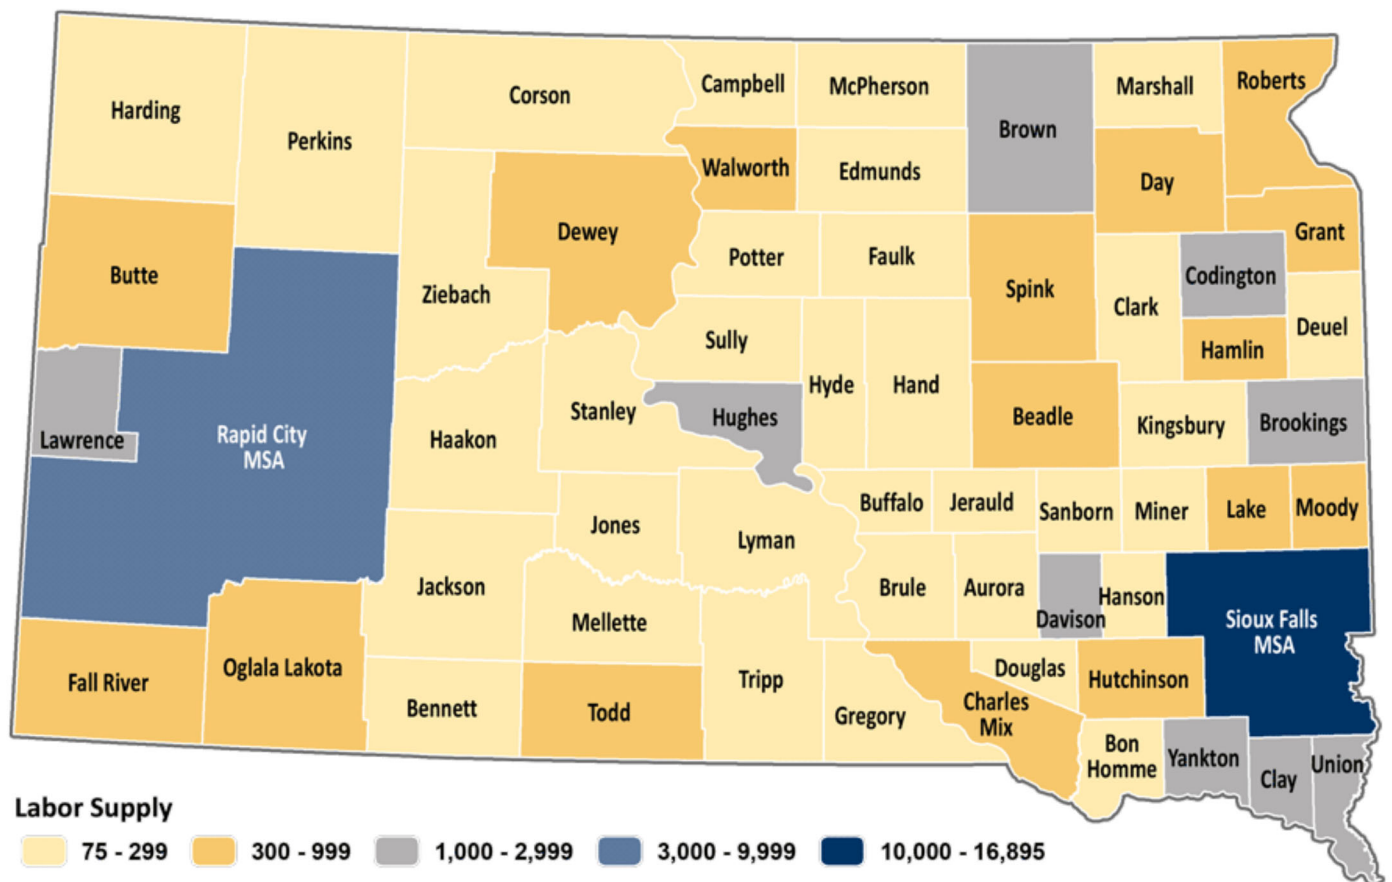 Harding
Perkins
Corson
Campbell
McPherson
Brown
Marshall
Roberts
Walworth
Edmunds
Day
Dewey
Grant
Butte
Ziebach
Potter
Faulk
Spink
Clark
Codington
Hamlin
Deuel
Sully
Hyde
Hand
Beadle
Kingsbury
Brookings
Lawrence
Rapid City
MSA
Haakon
Stanley
Hughes
Buffalo
Jerauld
Sanborn
Miner
Lake
Moody
Jones
Lyman
Jackson
Mellette
Brule
Aurora
Davison
Hanson
Sioux Falls
MSA
Fall River
Oglala Lakota
Bennett
Todd
Tripp
Gregory
Charles
Mix
Douglas
Hutchinson
Bon
Homme
Yankton
Clay
Union
Labor Supply
75 - 299
300 - 999
1,000 - 2,999
3,000 - 9,999
10,000 - 16,895